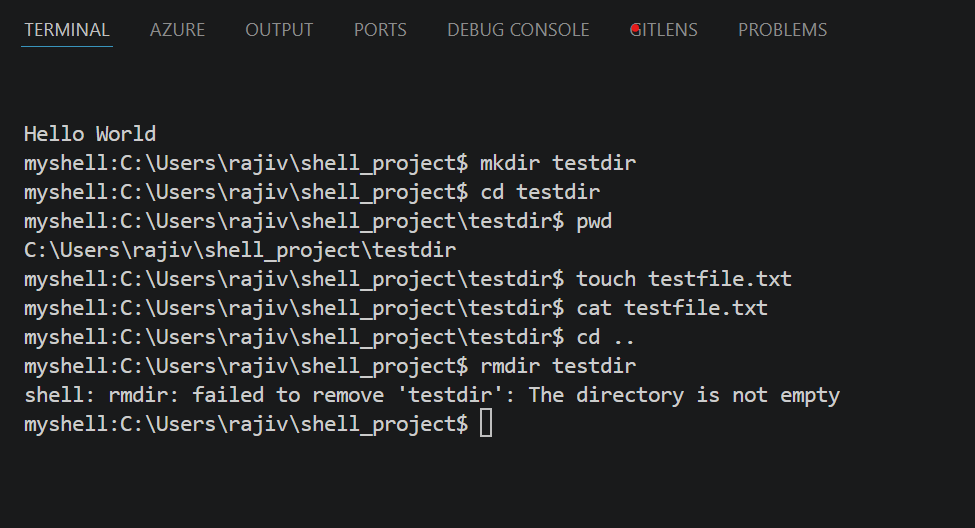 TERMINAL AZURE OUTPUT PORTS DEBUG CONSOLE GITLENS PROBLEMS
Hello World
myshell:C:\Users\rajiv\shell_project$ mkdir testdir
myshell:C:\Users\rajiv\shell_project$ cd testdir
myshell:C:\Users\rajiv\shell_project\testdir$ pwd
C:\Users\rajiv\shell_project\testdir
myshell:C:\Users\rajiv\shell_project\testdir$ touch testfile.txt
myshell:C:\Users\rajiv\shell_project\testdir$ cat testfile.txt
myshell:C:\Users\rajiv\shell_project\testdir$ cd ..
myshell:C:\Users\rajiv\shell_project$ rmdir testdir
shell: rmdir: failed to remove 'testdir': The directory is not empty
myshell:C:\Users\rajiv\shell_project$